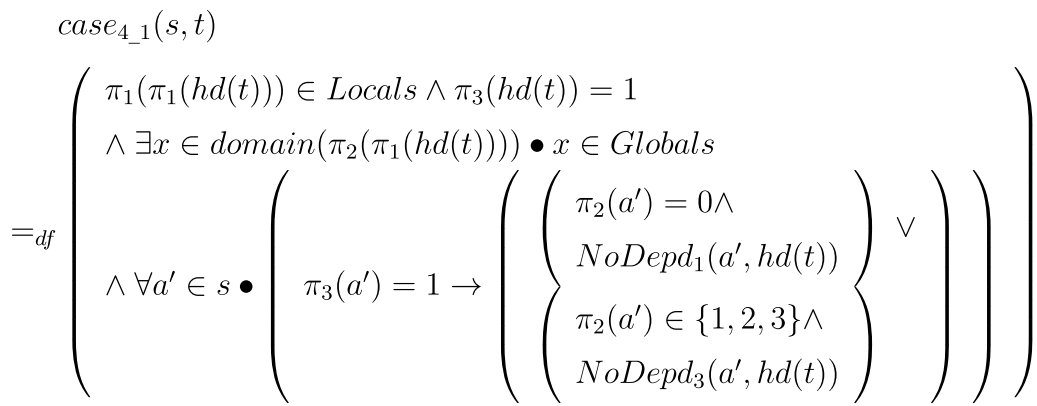 case₄_₁(s, t)
π₁(π₁(hd(t))) ∈ Locals ∧ π₃(hd(t)) = 1
∧ ∃x ∈ domain(π₂(π₁(hd(t)))) • x ∈ Globals
=df ∧ ∀a′ ∈ s • ( π₃(a′) = 1 → ( ( π₂(a′) = 0∧
NoDepd₁(a′, hd(t)) ) ∨
( π₂(a′) ∈ {1, 2, 3}∧
NoDepd₃(a′, hd(t)) ) ) )